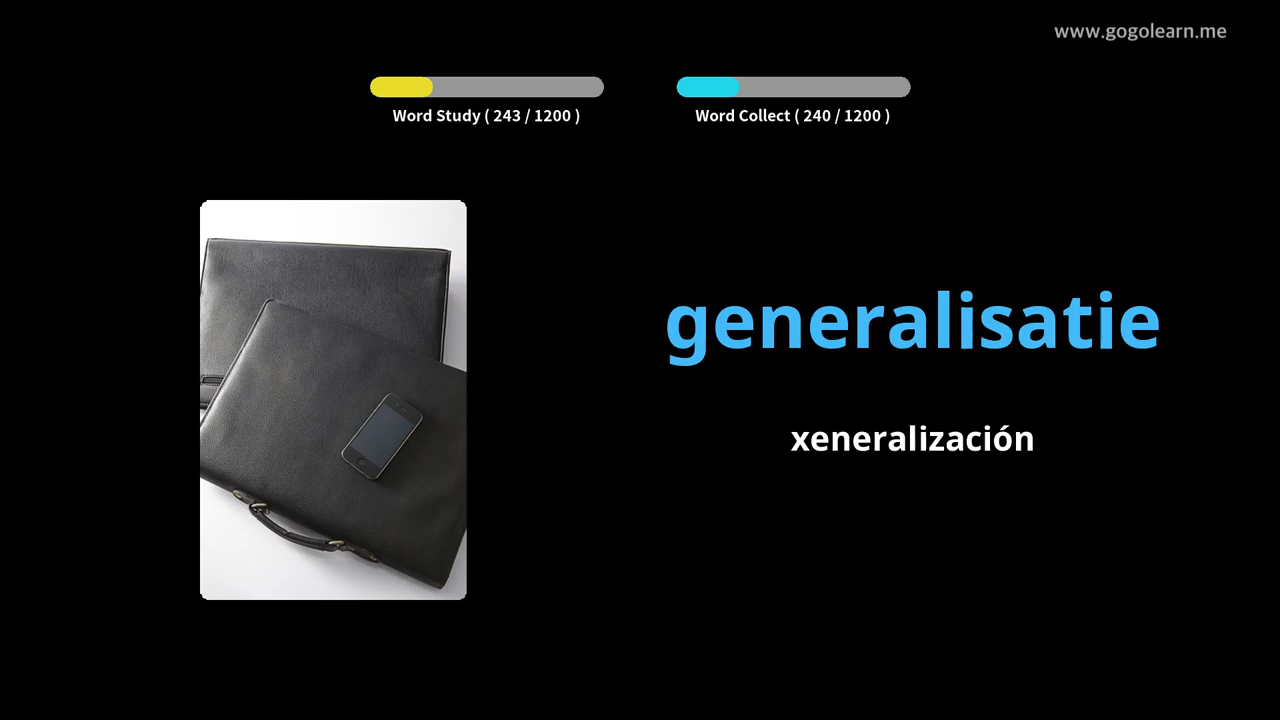 www.gogolearn.me
Word Study ( 243 / 1200 )
Word Collect ( 240 / 1200 )
generalisatie
xeneralización